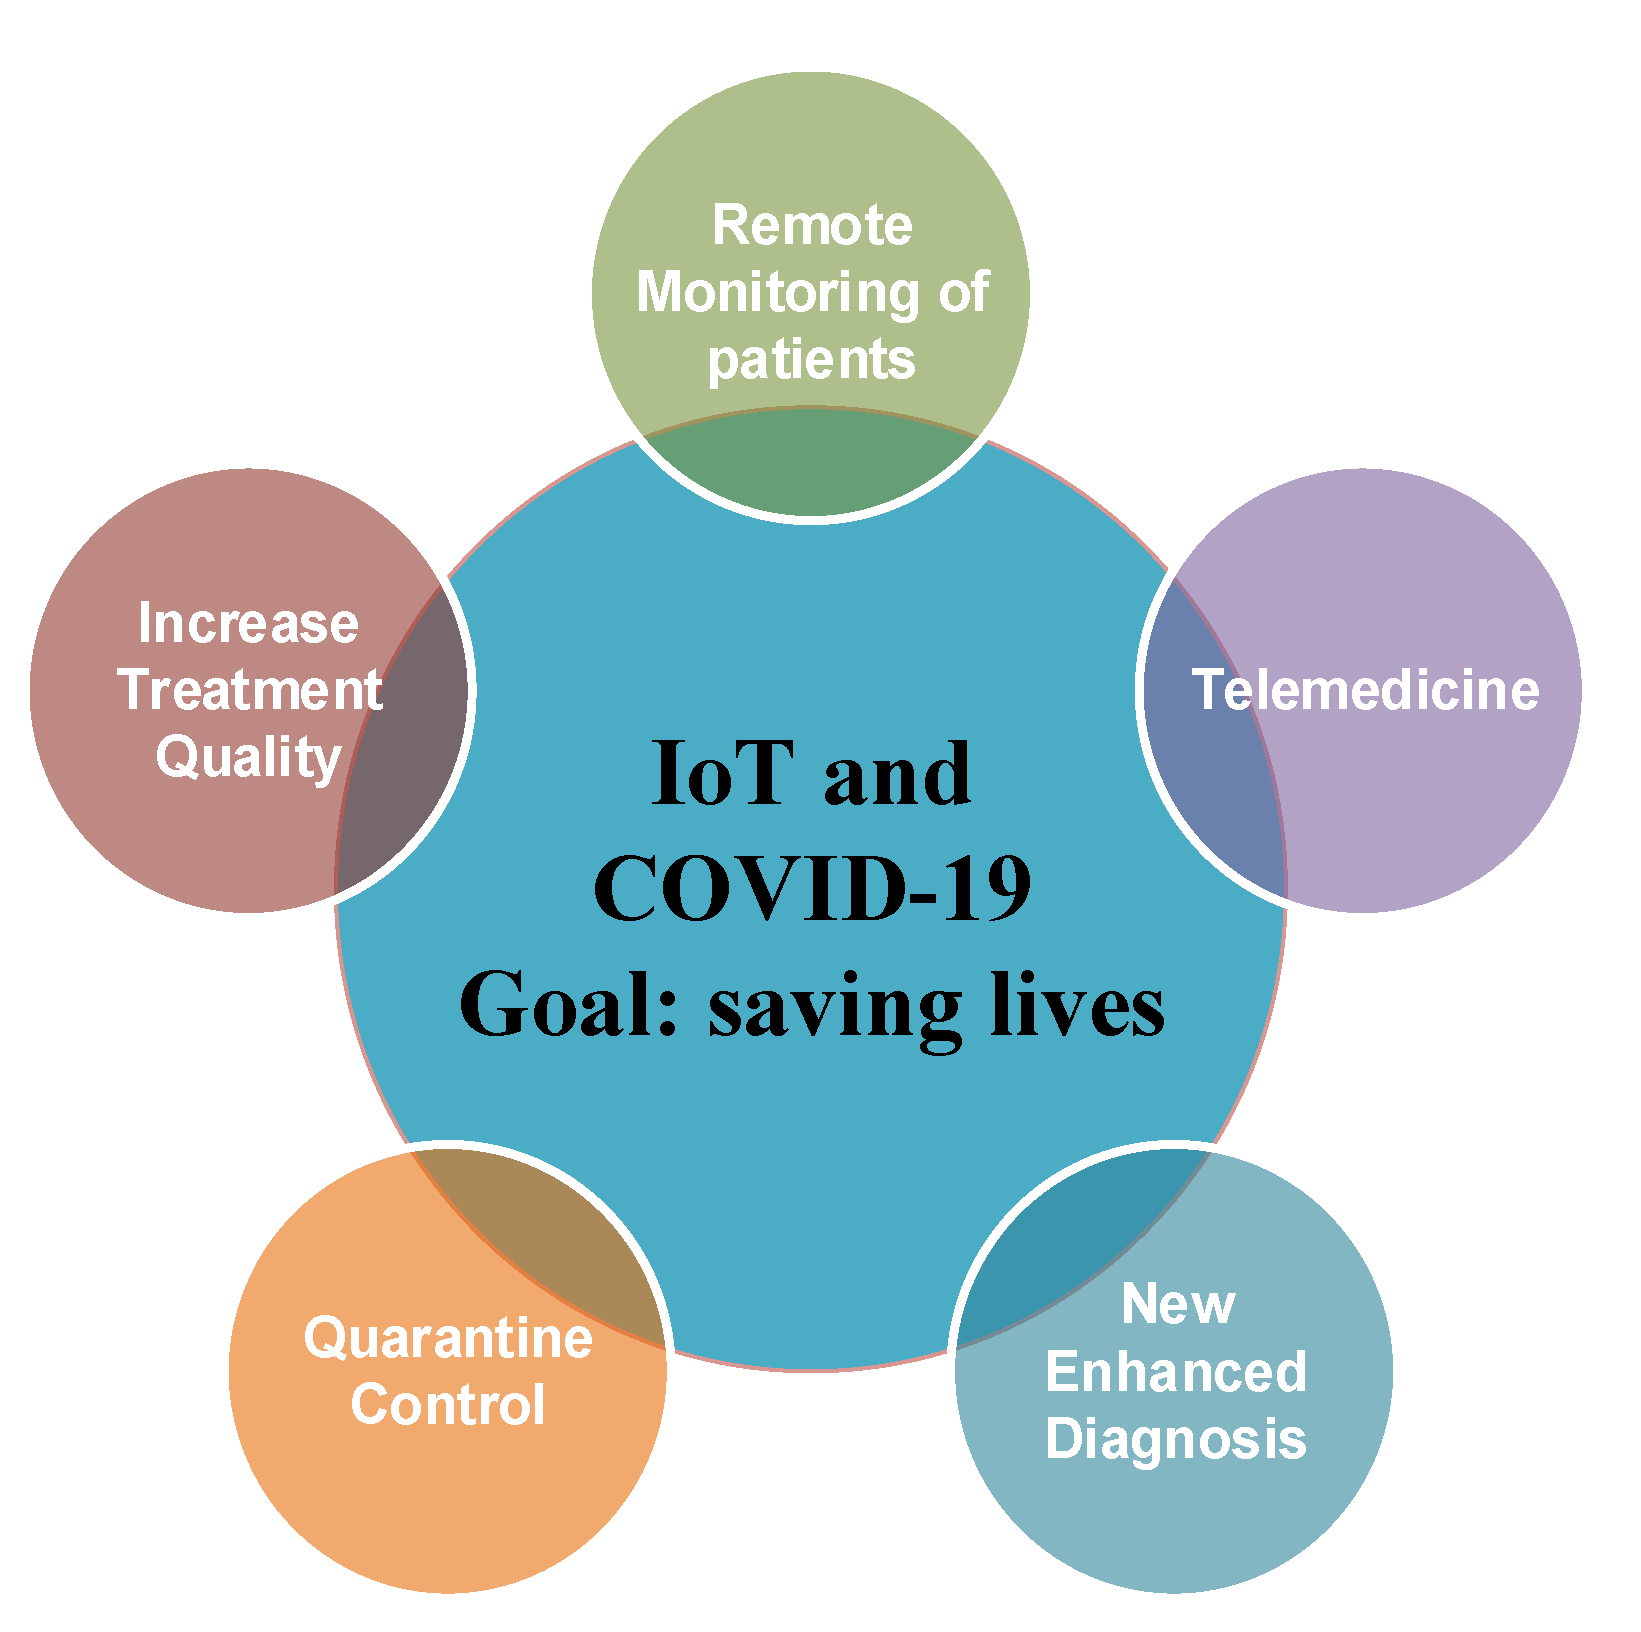 Remote
Monitoring of
patients
Increase
Treatment
Quality
Telemedicine
IoT and
COVID-19
Goal: saving lives
Quarantine
Control
New
Enhanced
Diagnosis